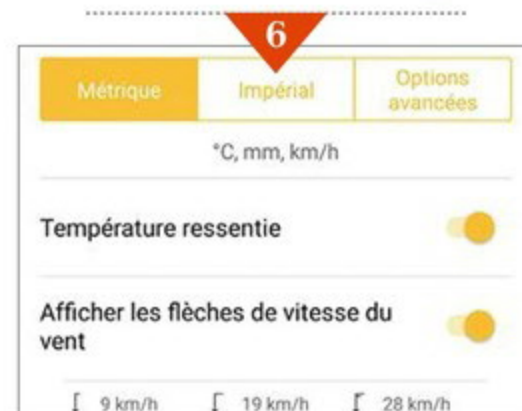 6
Métrique Impérial Options avancées
°C, mm, km/h
Température ressentie
Afficher les flèches de vitesse du
vent
9 km/h 19 km/h 28 km/h